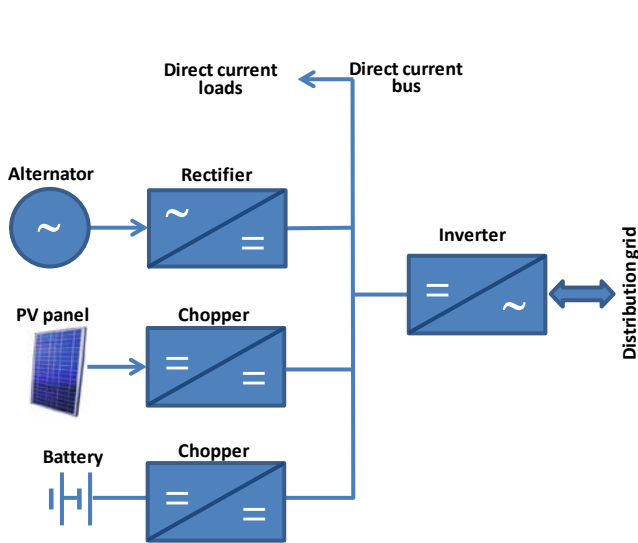 Direct current
loads
Direct current
bus
Alternator
Rectifier
~
~
=
Inverter
=
~
Distribution grid
PV panel
Chopper
=
=
Battery
Chopper
=
=